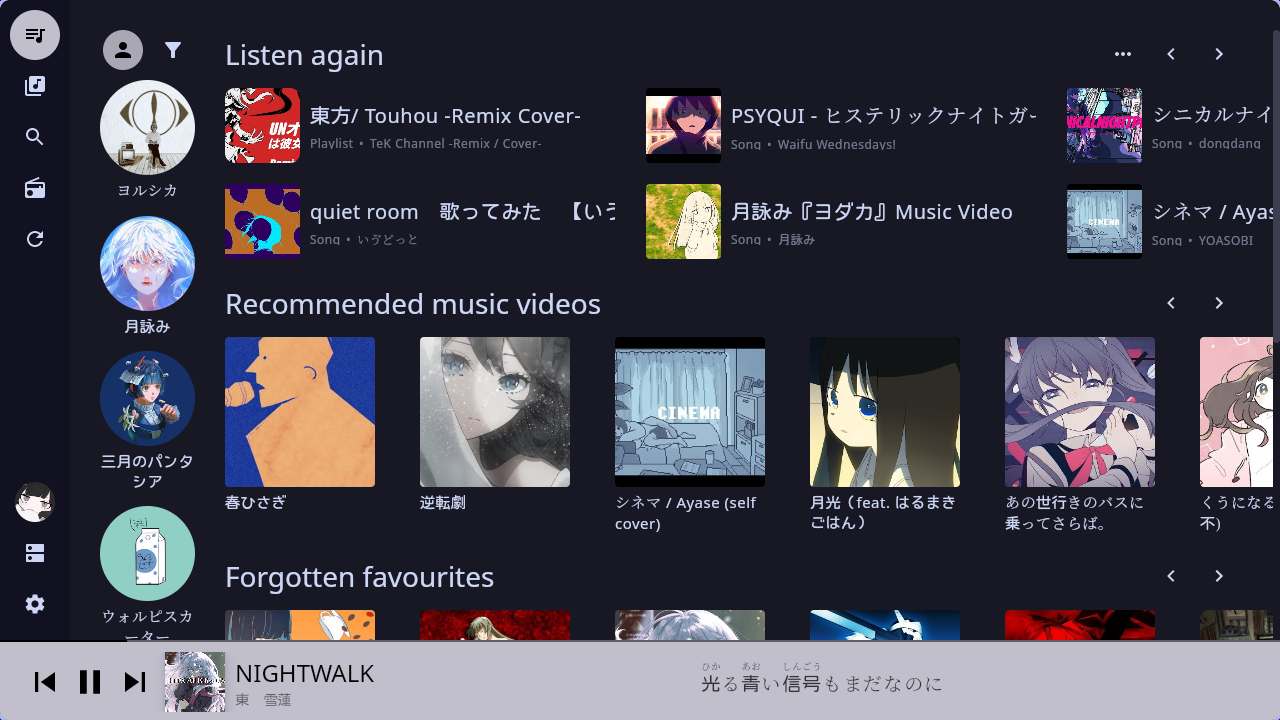 Listen again
東方/ Touhou -Remix Cover-
Playlist • TeK Channel -Remix / Cover-
PSYQUI - ヒステリックナイトガ-
Song • Waifu Wednesdays!
シニカルナイ
Song • dongdang
quiet room　歌ってみた　【いう
Song • いうどっと
月詠み『ヨダカ』Music Video
Song • 月詠み
シネマ / Ayas
Song • YOASOBI
ヨルシカ
月詠み
三月のパンタ
シア
ウォルピスカ
ーター
Recommended music videos
CINEMA
春ひさぎ
逆転劇
シネマ / Ayase (self
cover)
月光（feat. はるまき
ごはん）
あの世行きのバスに
乗ってさらば。
くうになる
不)
Forgotten favourites
NIGHTWALK
東　雪蓮
ひか あお しんごう
光る青い信号もまだなのに